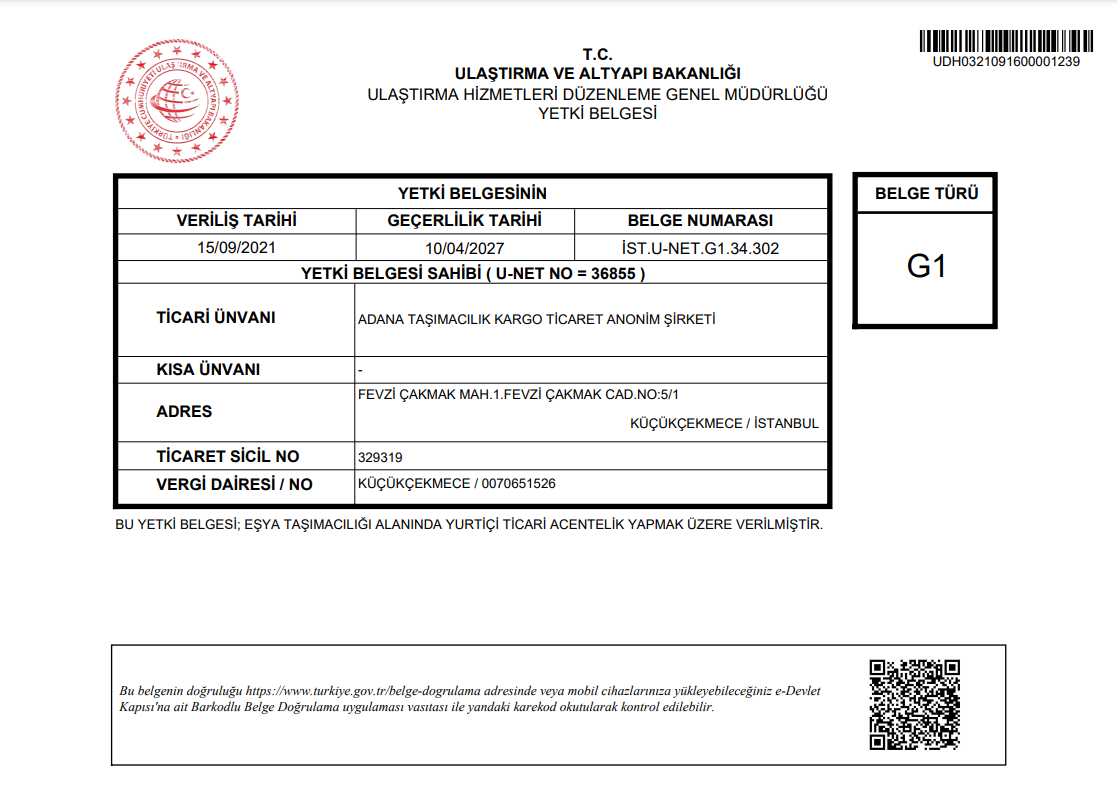 UDH0321091600001239
T.C.
ULAŞTIRMA VE ALTYAPI BAKANLIĞI
ULAŞTIRMA HİZMETLERİ DÜZENLEME GENEL MÜDÜRLÜĞÜ
YETKİ BELGESİ
TÜRKİYE CUMHURİYETİ ULAŞTIRMA VE ALTYAPI BAKANLIĞI
YETKİ BELGESİNİN
VERİLİŞ TARİHİ GEÇERLİLİK TARİHİ BELGE NUMARASI
15/09/2021 10/04/2027 İST.U-NET.G1.34.302
YETKİ BELGESİ SAHİBİ ( U-NET NO = 36855 )
TİCARİ ÜNVANI ADANA TAŞIMACILIK KARGO TİCARET ANONİM ŞİRKETİ
KISA ÜNVANI -
ADRES FEVZİ ÇAKMAK MAH.1.FEVZİ ÇAKMAK CAD.NO:5/1
KÜÇÜKÇEKMECE / İSTANBUL
TİCARET SİCİL NO 329319
VERGİ DAİRESİ / NO KÜÇÜKÇEKMECE / 0070651526
BELGE TÜRÜ
G1
BU YETKİ BELGESİ; EŞYA TAŞIMACILIĞI ALANINDA YURTİÇİ TİCARİ ACENTELİK YAPMAK ÜZERE VERİLMİŞTİR.
Bu belgenin doğruluğu https://www.turkiye.gov.tr/belge-dogrulama adresinde veya mobil cihazlarınıza yükleyebileceğiniz e-Devlet
Kapısı'na ait Barkodlu Belge Doğrulama uygulaması vasıtası ile yandaki karekod okutularak kontrol edilebilir.